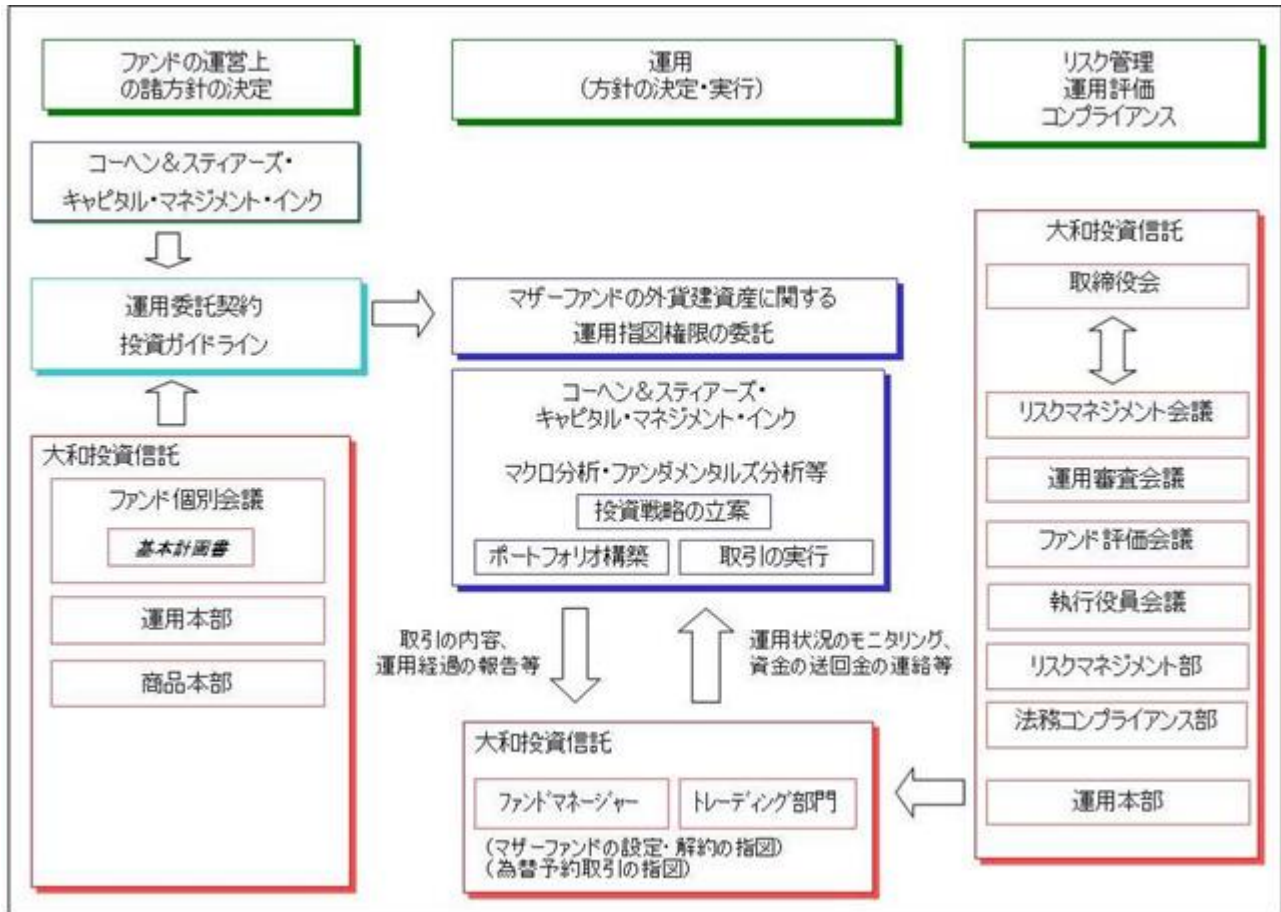 ファンドの運営上
の諸方針の決定
運用
(方針の決定・実行)
リスク管理
運用評価
コンプライアンス
コーヘン&スティアーズ・
キャピタル・マネジメント・インク
運用委託契約
投資ガイドライン
大和投資信託
ファンド個別会議
基本計画書
運用本部
商品本部
マザーファンドの外貨建資産に関する
運用指図権限の委託
コーヘン&スティアーズ・
キャピタル・マネジメント・インク
マクロ分析・ファンダメンタルズ分析等
投資戦略の立案
ポートフォリオ構築
取引の実行
取引の内容、
運用経過の報告等
運用状況のモニタリング、
資金の送回金の連絡等
大和投資信託
ファンドマネージャー
トレーディング部門
(マザーファンドの設定・解約の指図)
(為替予約取引の指図)
大和投資信託
取締役会
リスクマネジメント会議
運用審査会議
ファンド評価会議
執行役員会議
リスクマネジメント部
法務コンプライアンス部
運用本部